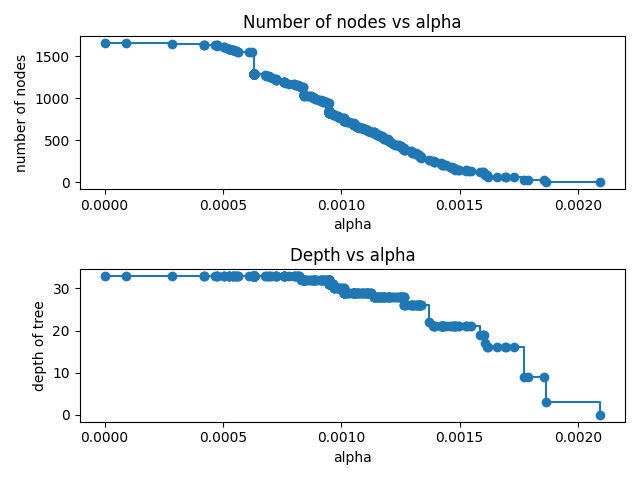 Number of nodes vs alpha
number of nodes
1500
1000
500
0
0.0000 0.0005 0.0010 0.0015 0.0020
alpha
Depth vs alpha
depth of tree
30
20
10
0
0.0000 0.0005 0.0010 0.0015 0.0020
alpha